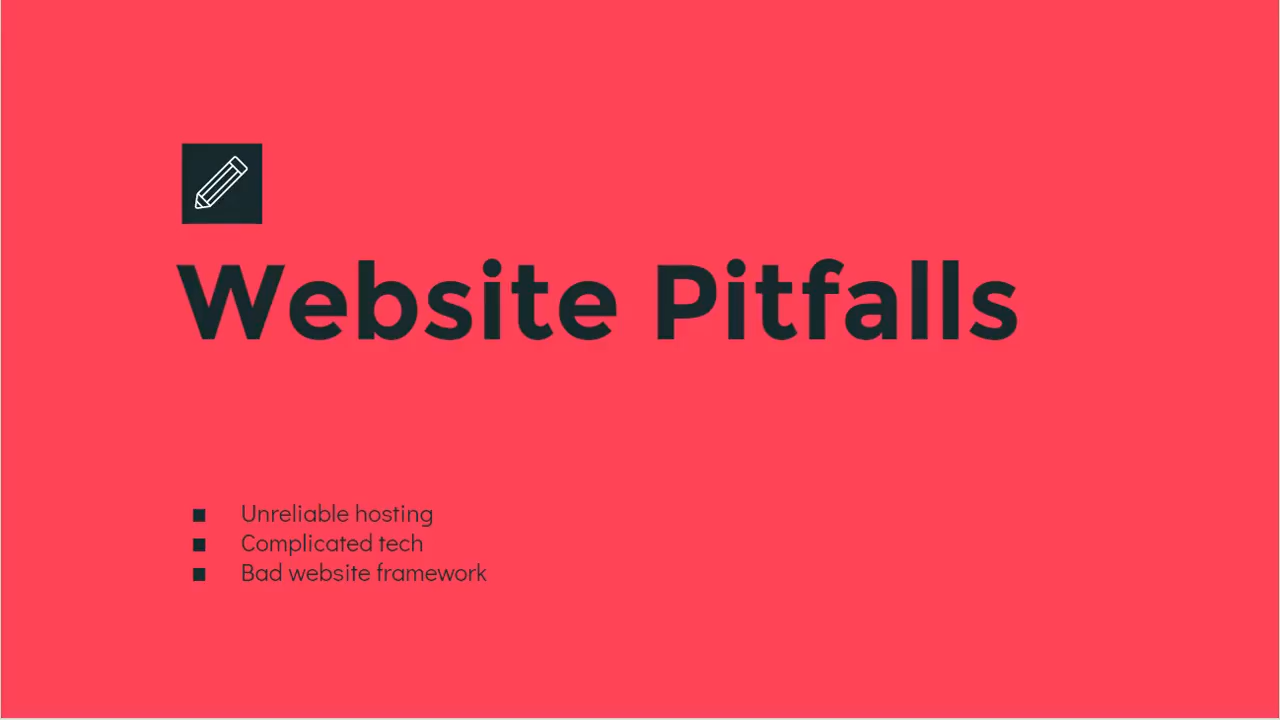 Website Pitfalls
■ Unreliable hosting
■ Complicated tech
■ Bad website framework